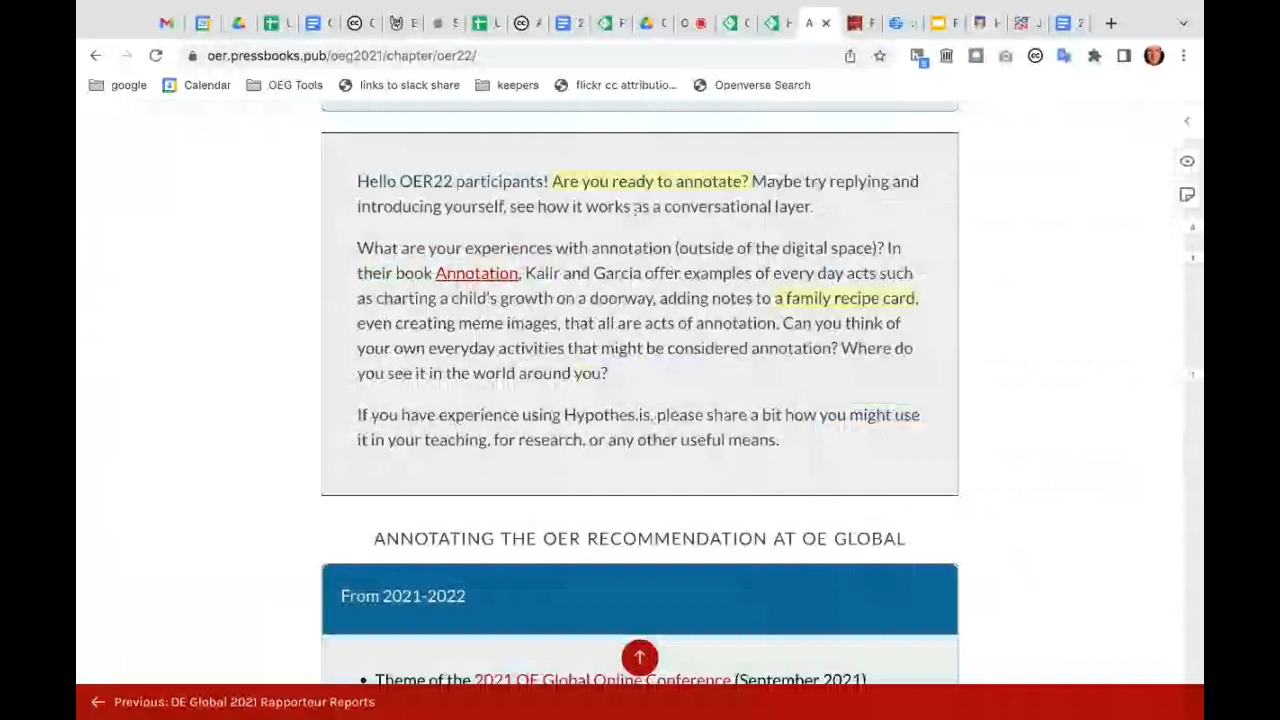 oer.pressbooks.pub/oeg2021/chapter/oer22/
google
Calendar
OEG Tools
links to slack share
keepers
flickr cc attributio...
Openverse Search
Hello OER22 participants! Are you ready to annotate? Maybe try replying and
introducing yourself, see how it works as a conversational layer.
What are your experiences with annotation (outside of the digital space)? In
their book Annotation, Kalir and Garcia offer examples of every day acts such
as charting a child's growth on a doorway, adding notes to a family recipe card,
even creating meme images, that all are acts of annotation. Can you think of
your own everyday activities that might be considered annotation? Where do
you see it in the world around you?
If you have experience using Hypothes.is, please share a bit how you might use
it in your teaching, for research, or any other useful means.
ANNOTATING THE OER RECOMMENDATION AT OE GLOBAL
From 2021-2022
• Theme of the 2021 OE Global Online Conference (September 2021)
← Previous: OE Global 2021 Rapporteur Reports